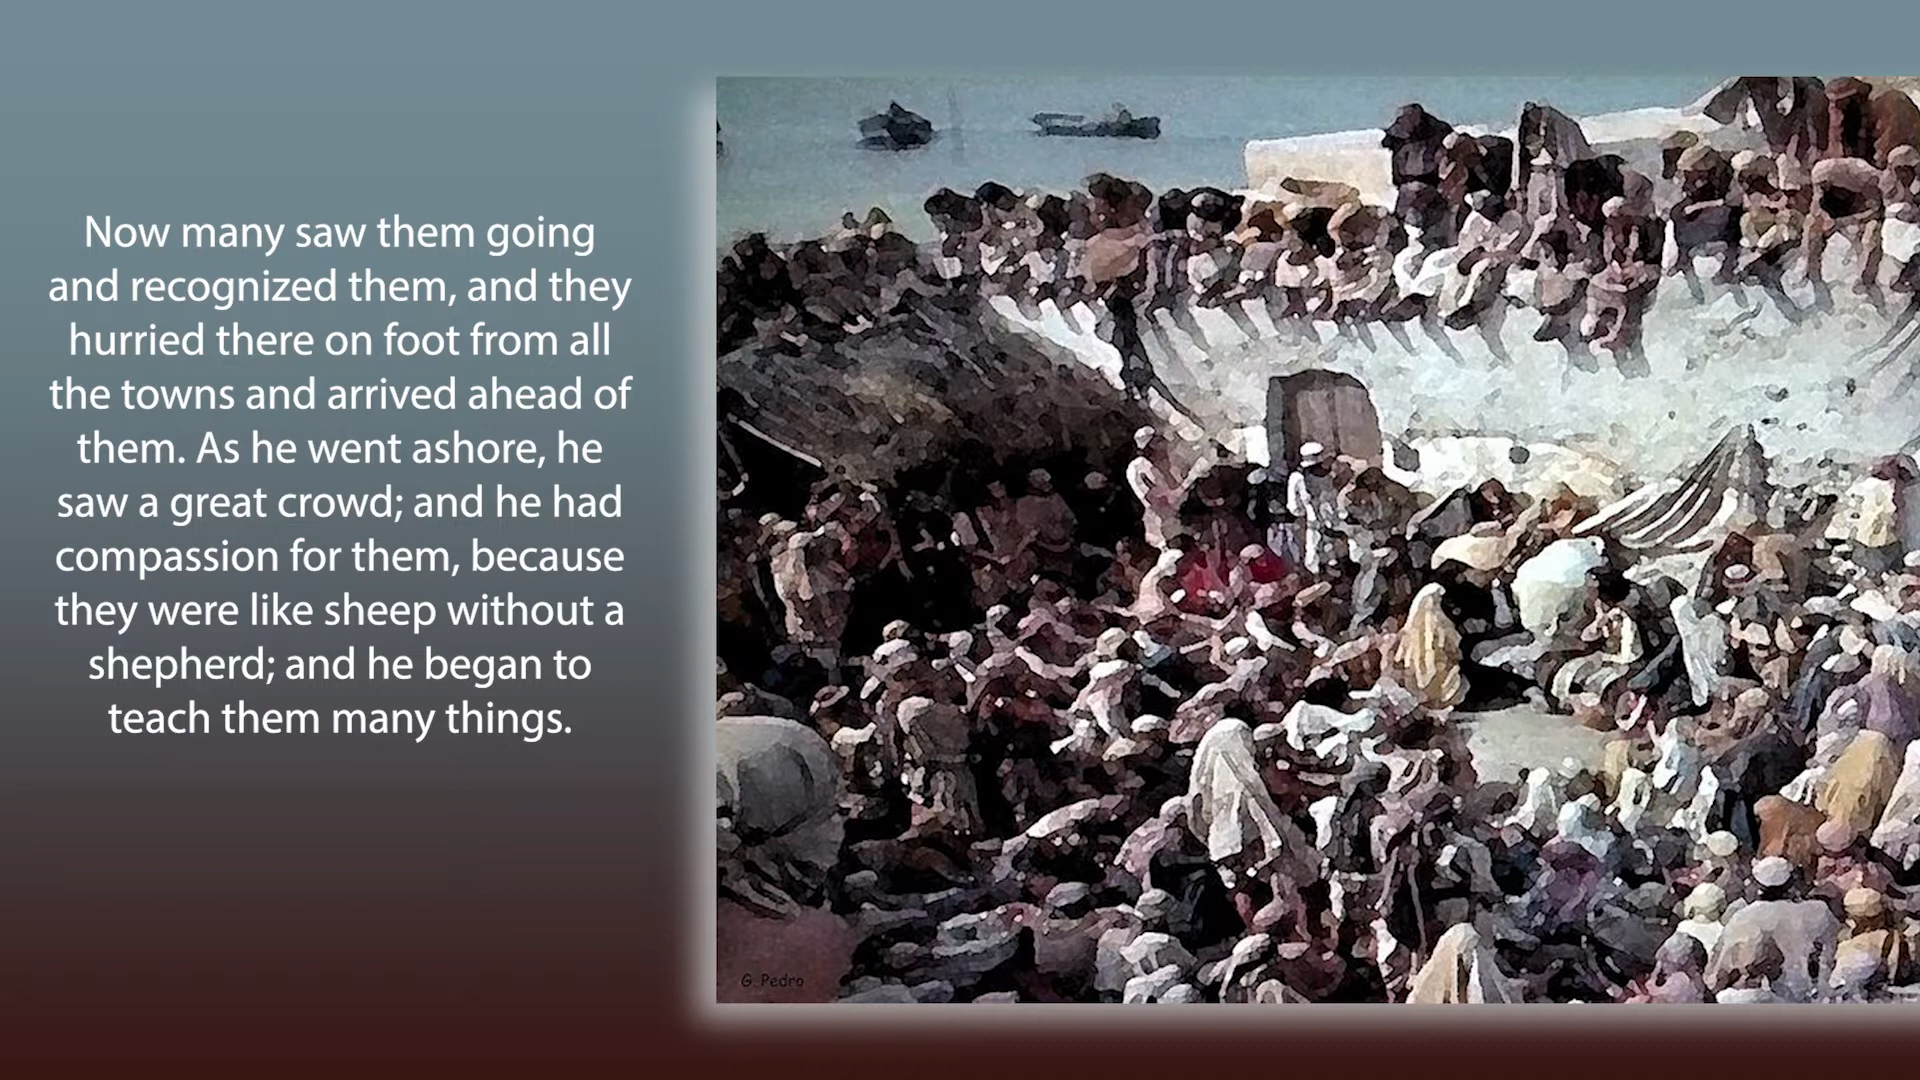 Now many saw them going
and recognized them, and they
hurried there on foot from all
the towns and arrived ahead of
them. As he went ashore, he
saw a great crowd; and he had
compassion for them, because
they were like sheep without a
shepherd; and he began to
teach them many things.
G. Pedro